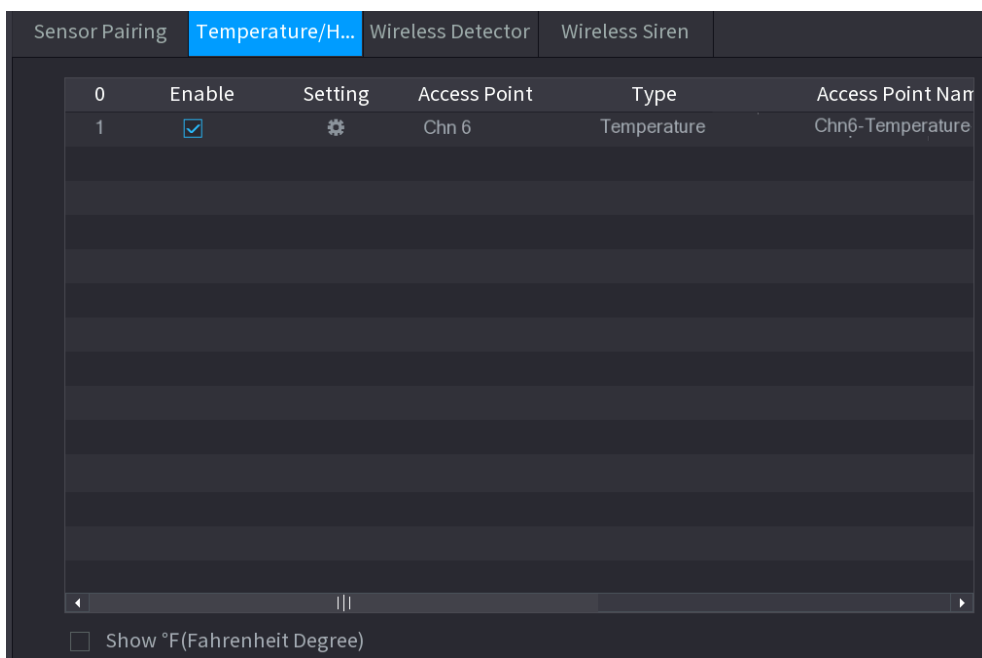 Sensor Pairing Temperature/H... Wireless Detector Wireless Siren
0 Enable Setting Access Point Type Access Point Nam
1 Chn 6 Temperature Chn6-Temperature
Show °F(Fahrenheit Degree)